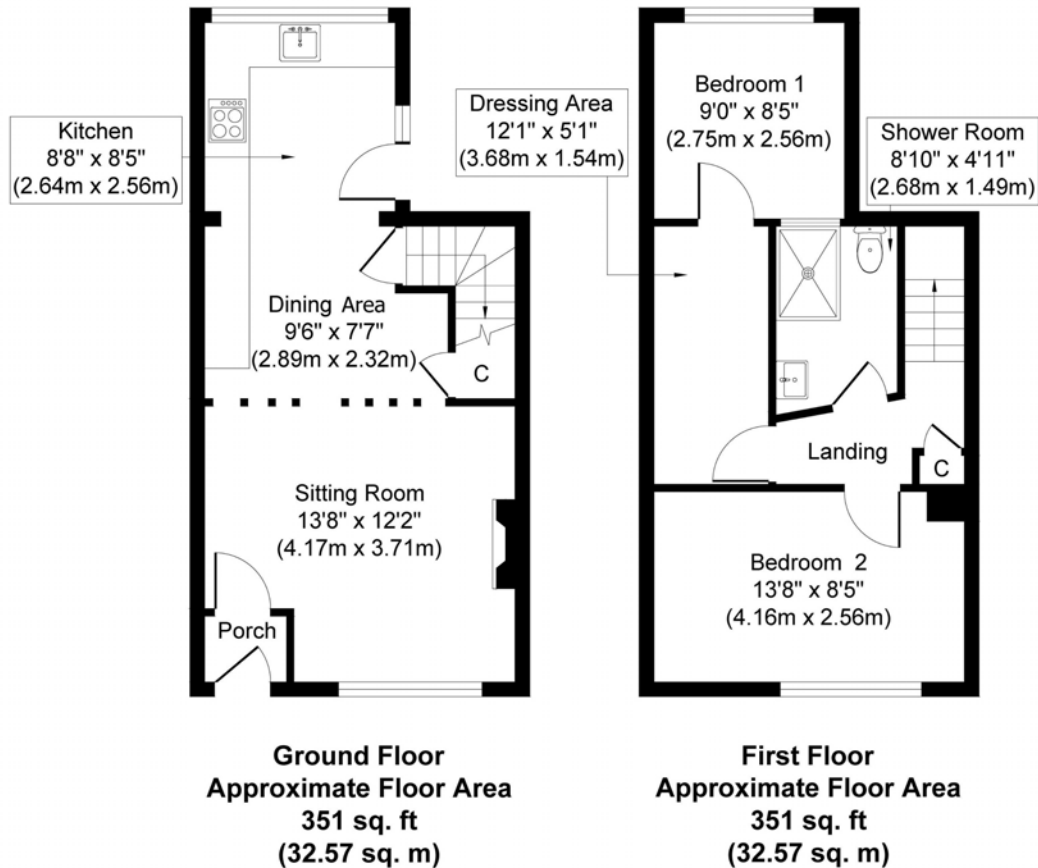 Kitchen
8'8" x 8'5"
(2.64m x 2.56m)
Dining Area
9'6" x 7'7"
(2.89m x 2.32m)
C
Sitting Room
13'8" x 12'2"
(4.17m x 3.71m)
Porch
Ground Floor
Approximate Floor Area
351 sq. ft
(32.57 sq. m)
Bedroom 1
9'0" x 8'5"
(2.75m x 2.56m)
Dressing Area
12'1" x 5'1"
(3.68m x 1.54m)
Shower Room
8'10" x 4'11"
(2.68m x 1.49m)
Landing
C
Bedroom 2
13'8" x 8'5"
(4.16m x 2.56m)
First Floor
Approximate Floor Area
351 sq. ft
(32.57 sq. m)